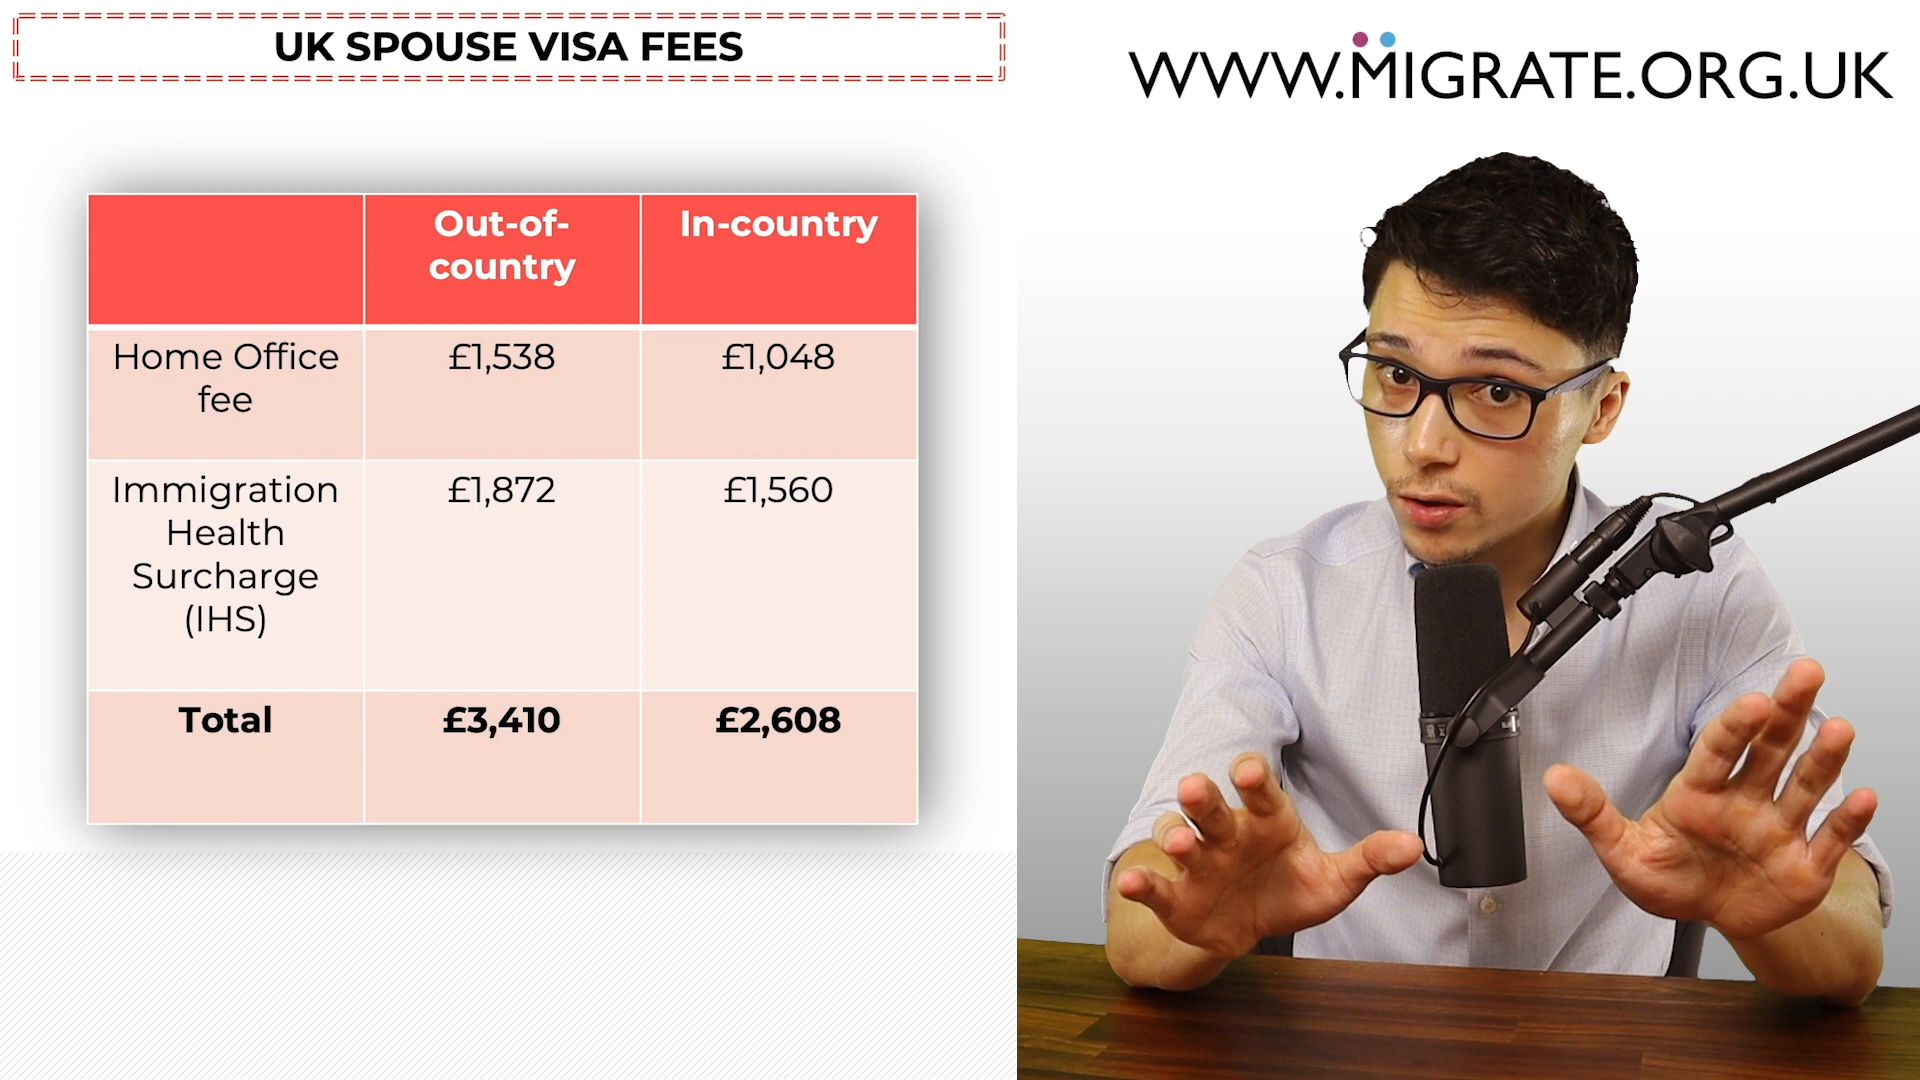 UK SPOUSE VISA FEES
WWW.MIGRATE.ORG.UK
Out-of-
country
In-country
Home Office
fee
£1,538
£1,048
Immigration
Health
Surcharge
(IHS)
£1,872
£1,560
Total
£3,410
£2,608